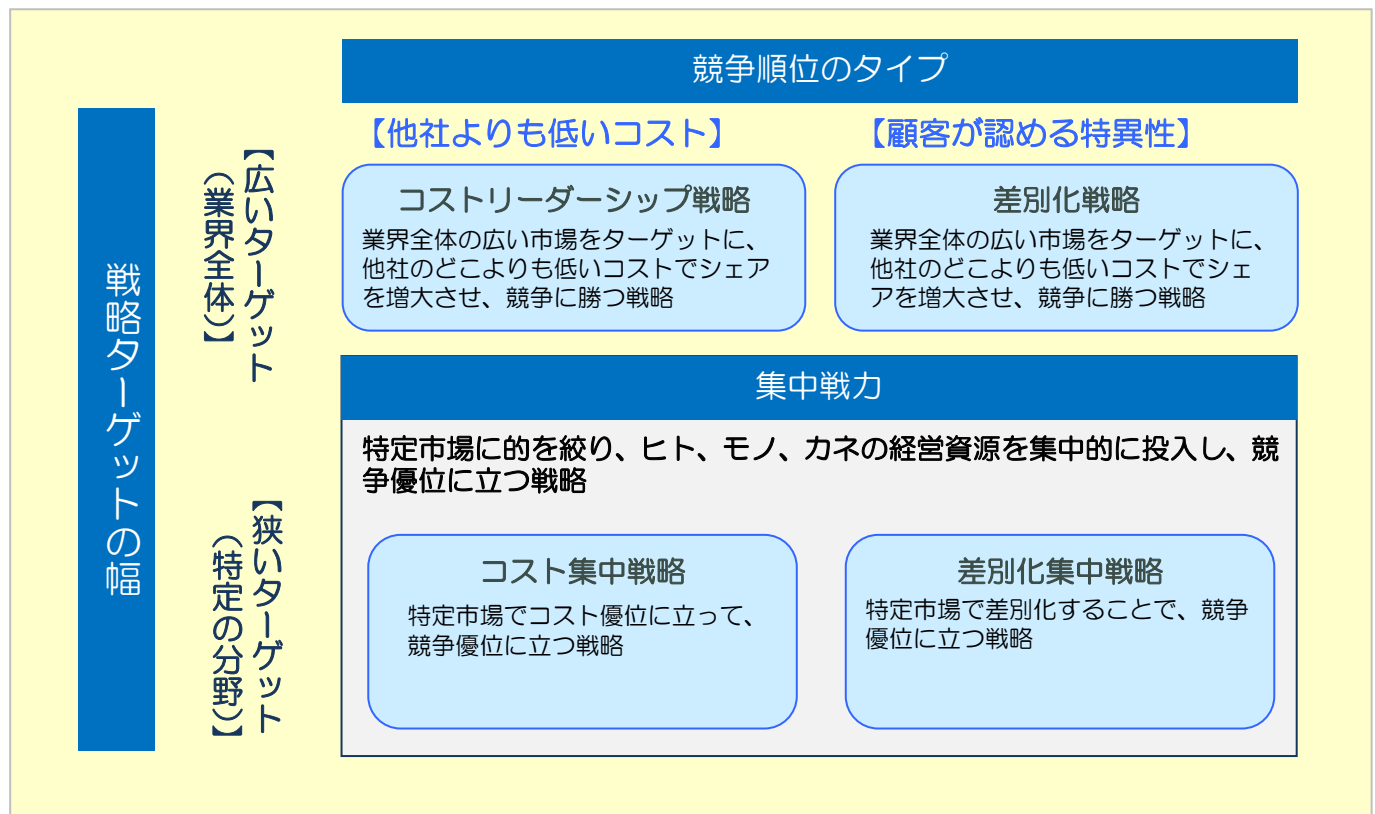 競争順位のタイプ
【他社よりも低いコスト】
【顧客が認める特異性】
戦略ターゲットの幅
【広いターゲット
（業界全体）】
コストリーダーシップ戦略
業界全体の広い市場をターゲットに、
他社のどこよりも低いコストでシェア
を増大させ、競争に勝つ戦略
差別化戦略
業界全体の広い市場をターゲットに、
他社のどこよりも低いコストでシェ
アを増大させ、競争に勝つ戦略
集中戦力
特定市場に的を絞り、ヒト、モノ、カネの経営資源を集中的に投入し、競
争優位に立つ戦略
【狭いターゲット
（特定の分野）】
コスト集中戦略
特定市場でコスト優位に立って、
競争優位に立つ戦略
差別化集中戦略
特定市場で差別化することで、競争
優位に立つ戦略